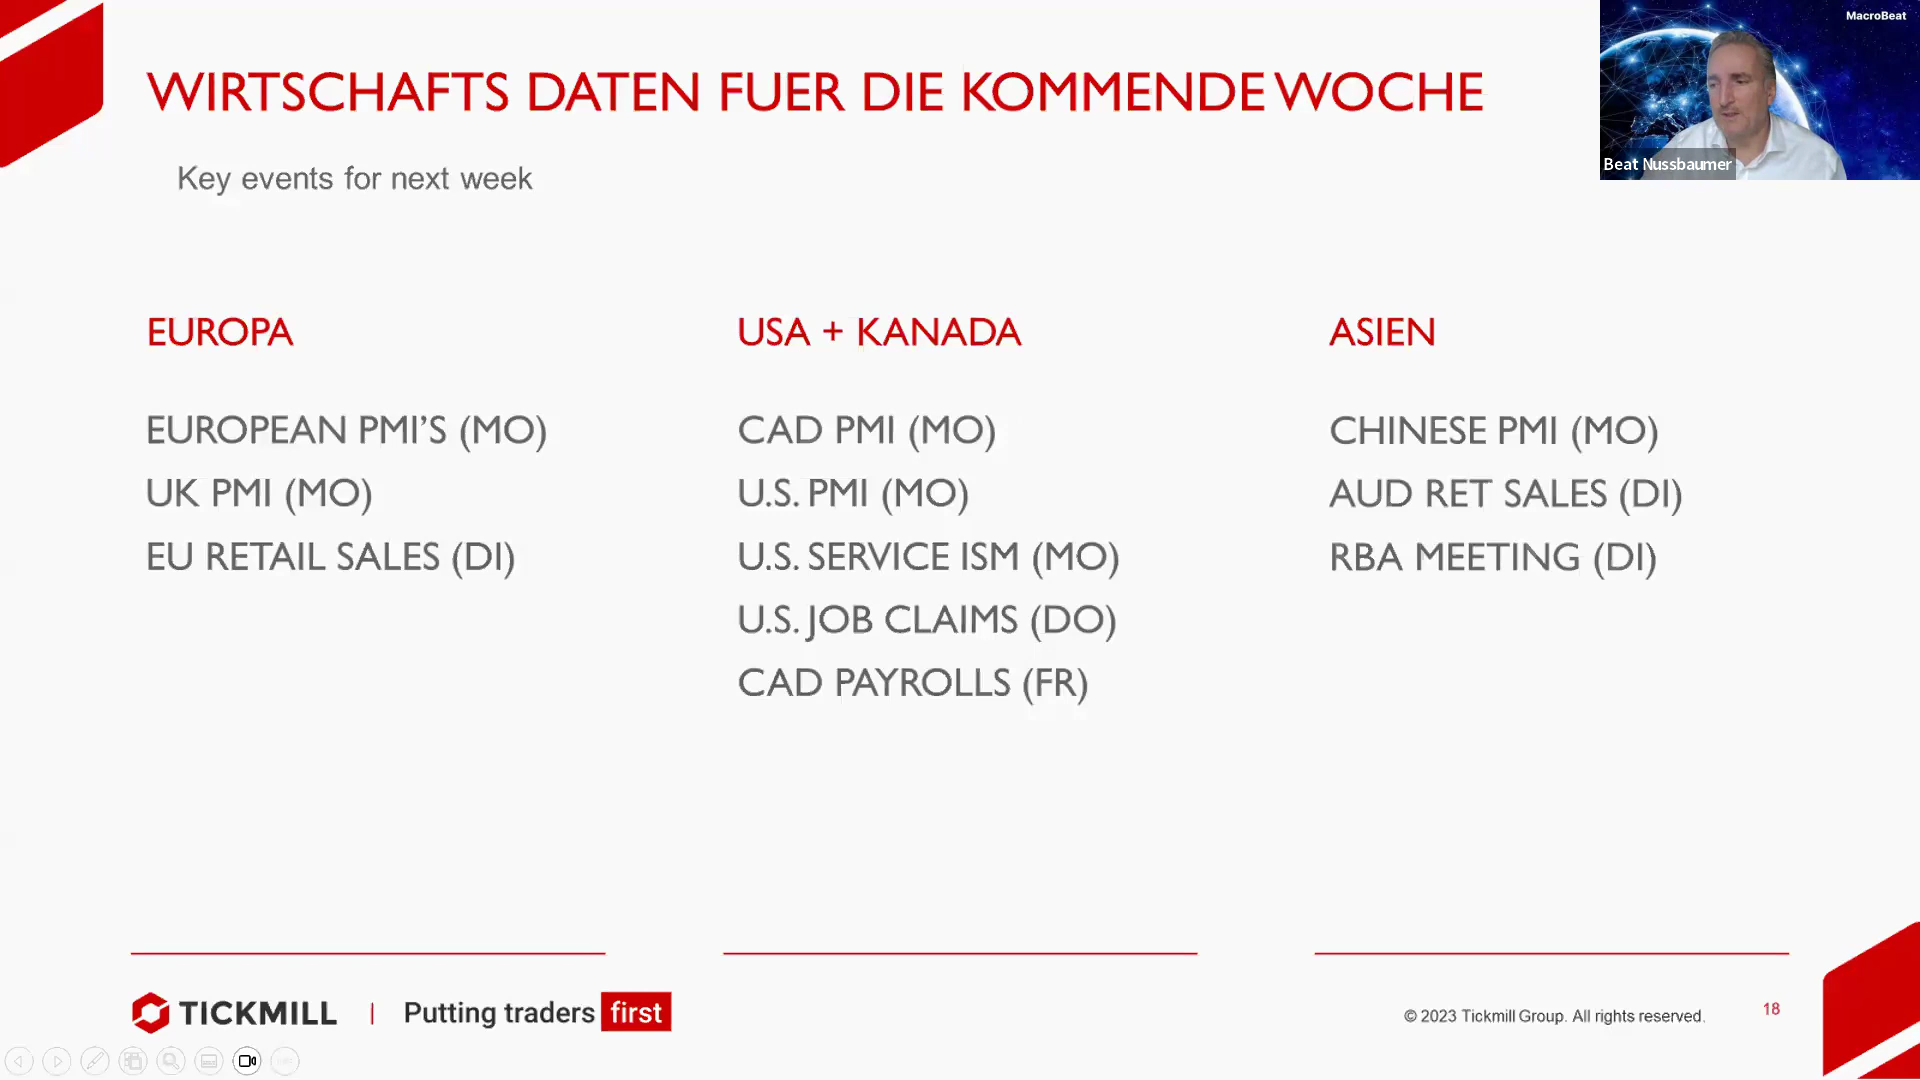 MacroBeat
WIRTSCHAFTS DATEN FUER DIE KOMMENDE WOCHE
Beat Nussbaumer
Key events for next week
EUROPA
EUROPEAN PMI’S (MO)
UK PMI (MO)
EU RETAIL SALES (DI)
USA + KANADA
CAD PMI (MO)
U.S. PMI (MO)
U.S. SERVICE ISM (MO)
U.S. JOB CLAIMS (DO)
CAD PAYROLLS (FR)
ASIEN
CHINESE PMI (MO)
AUD RET SALES (DI)
RBA MEETING (DI)
TICKMILL | Putting traders first
© 2023 Tickmill Group. All rights reserved.
18